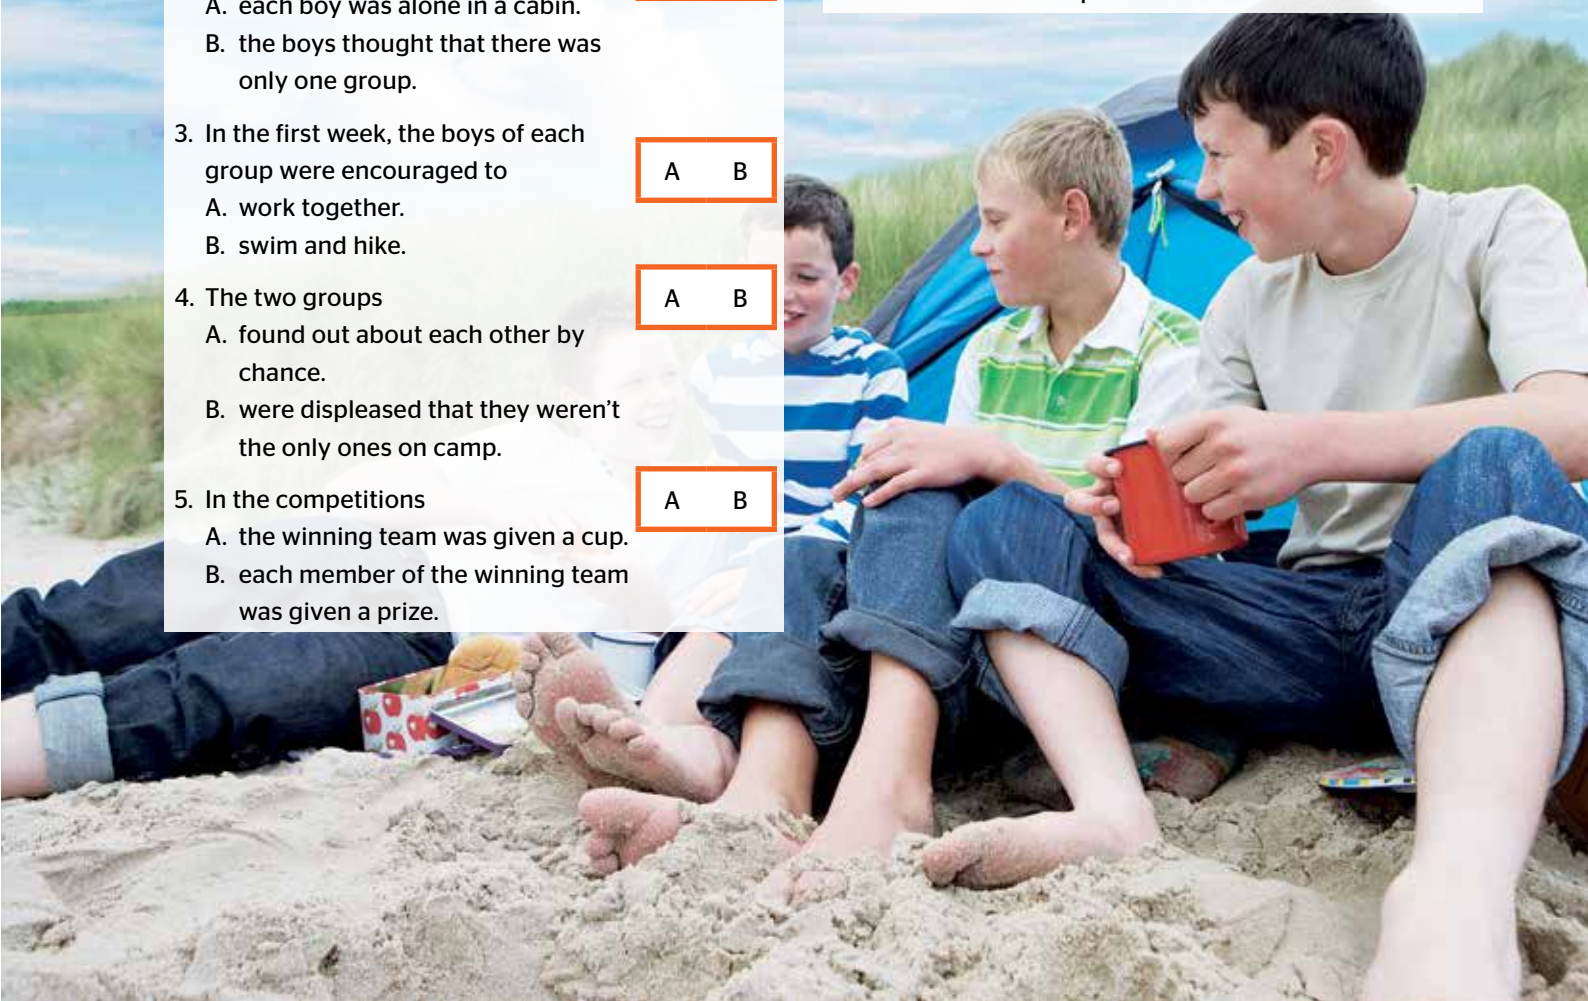 A. each boy was alone in a cabin.
B. the boys thought that there was
only one group.
3. In the first week, the boys of each
group were encouraged to
A B
A. work together.
B. swim and hike.
4. The two groups
A B
A. found out about each other by
chance.
B. were displeased that they weren't
the only ones on camp.
5. In the competitions
A B
A. the winning team was given a cup.
B. each member of the winning team
was given a prize.